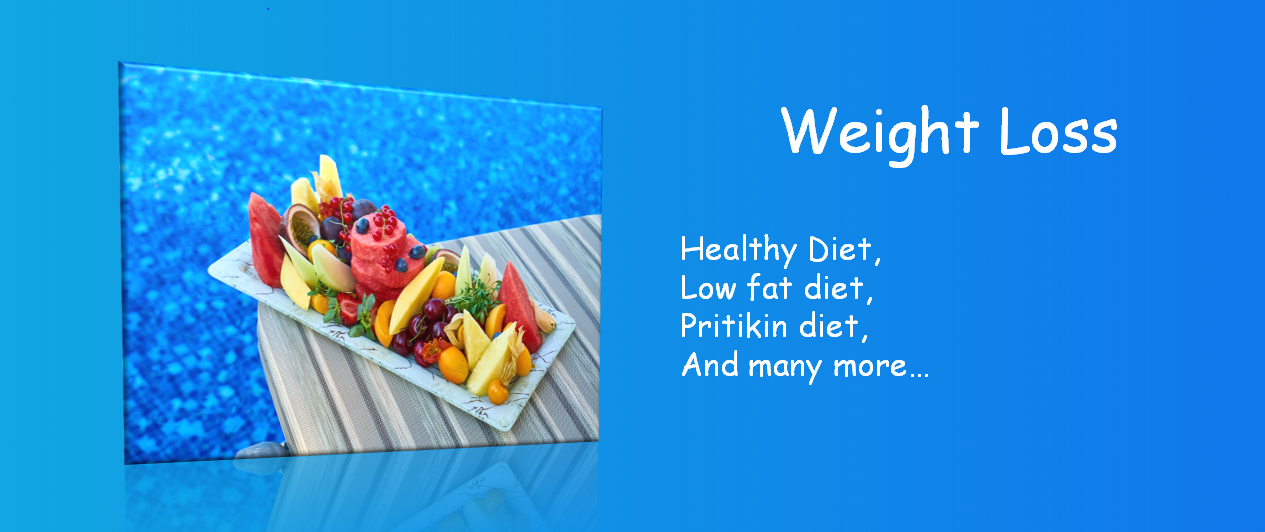 Weight Loss
Healthy Diet,
Low fat diet,
Pritikin diet,
And many more...